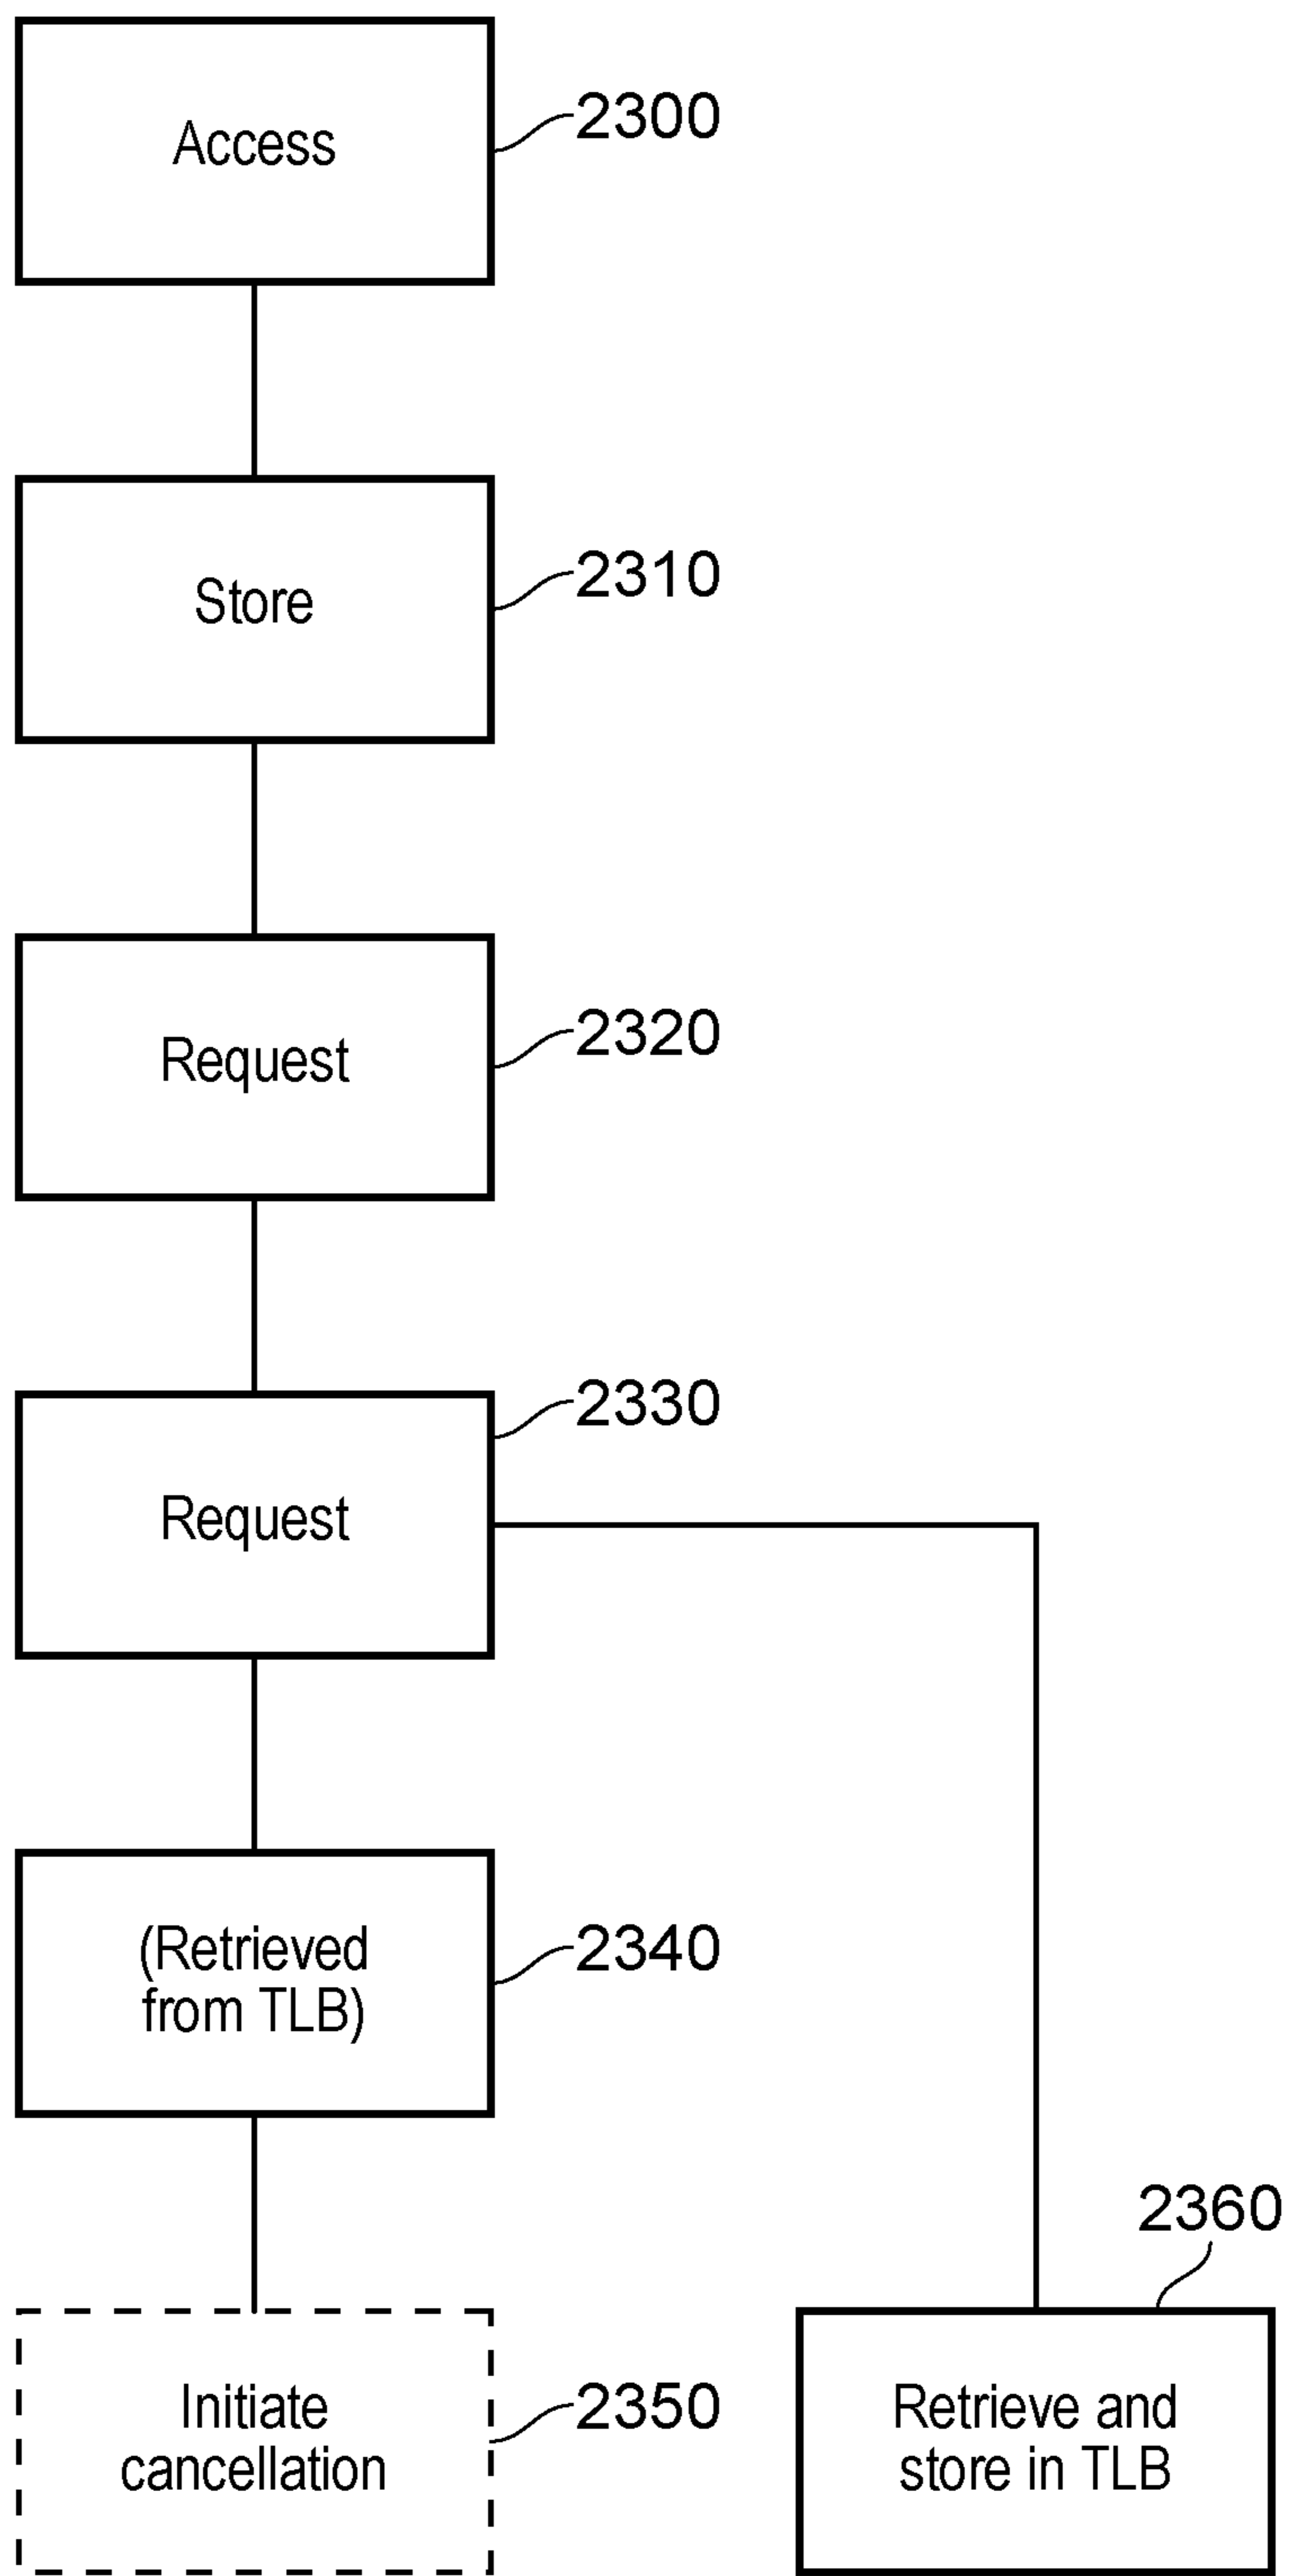 Access
2300
Store
2310
Request
2320
2330
Request
(Retrieved
from TLB)
2340
2360
Initiate
cancellation
2350
Retrieve and
store in TLB